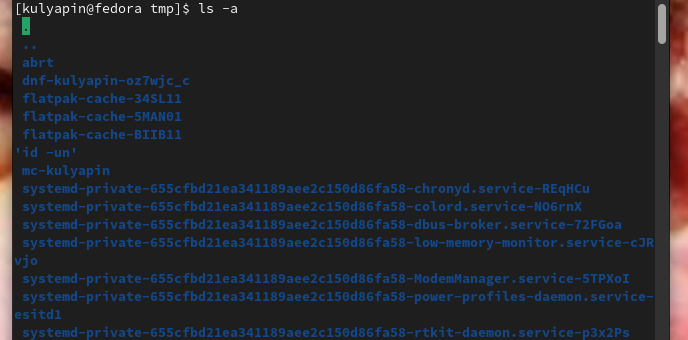 [kulyapin@fedora tmp]$ ls -a
.
..
abrt
dnf-kulyapin-oz7wjc_c
flatpak-cache-34SL11
flatpak-cache-5MAN01
flatpak-cache-BIIB11
'id -un'
mc-kulyapin
systemd-private-655cfbd21ea341189aee2c150d86fa58-chronyd.service-REqHCu
systemd-private-655cfbd21ea341189aee2c150d86fa58-colord.service-NO6rnX
systemd-private-655cfbd21ea341189aee2c150d86fa58-dbus-broker.service-72FGoa
systemd-private-655cfbd21ea341189aee2c150d86fa58-low-memory-monitor.service-cJR
vjo
systemd-private-655cfbd21ea341189aee2c150d86fa58-ModemManager.service-5TPXoI
systemd-private-655cfbd21ea341189aee2c150d86fa58-power-profiles-daemon.service-
esitd1
systemd-private-655cfbd21ea341189aee2c150d86fa58-rtkit-daemon.service-p3x2Ps